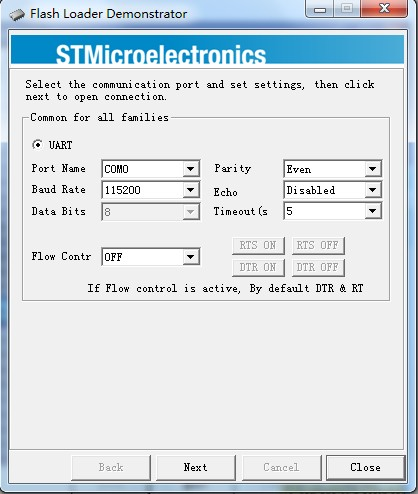 Flash Loader Demonstrator
STMicroelectronics
Select the communication port and set settings, then click
next to open connection.
Common for all families
UART
Port Name COM0 Parity Even
Baud Rate 115200 Echo Disabled
Data Bits 8 Timeout(s 5
Flow Contr OFF RTS ON RTS OFF
DTR ON DTR OFF
If Flow control is active, By default DTR & RT
Back Next Cancel Close